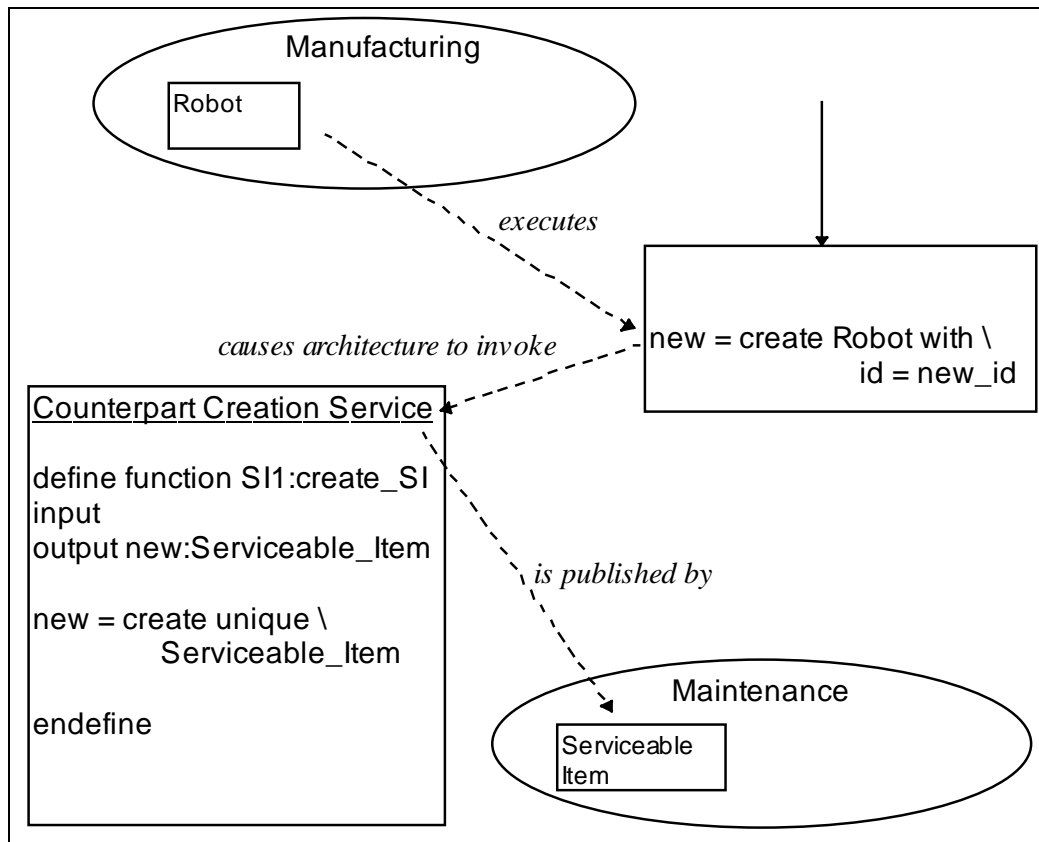 Manufacturing
Robot
executes
new = create Robot with \
id = new_id
causes architecture to invoke
Counterpart Creation Service
define function SI1:create_SI
input
output new:Serviceable_Item
new = create unique \
Serviceable_Item
endefine
is published by
Maintenance
Serviceable
Item